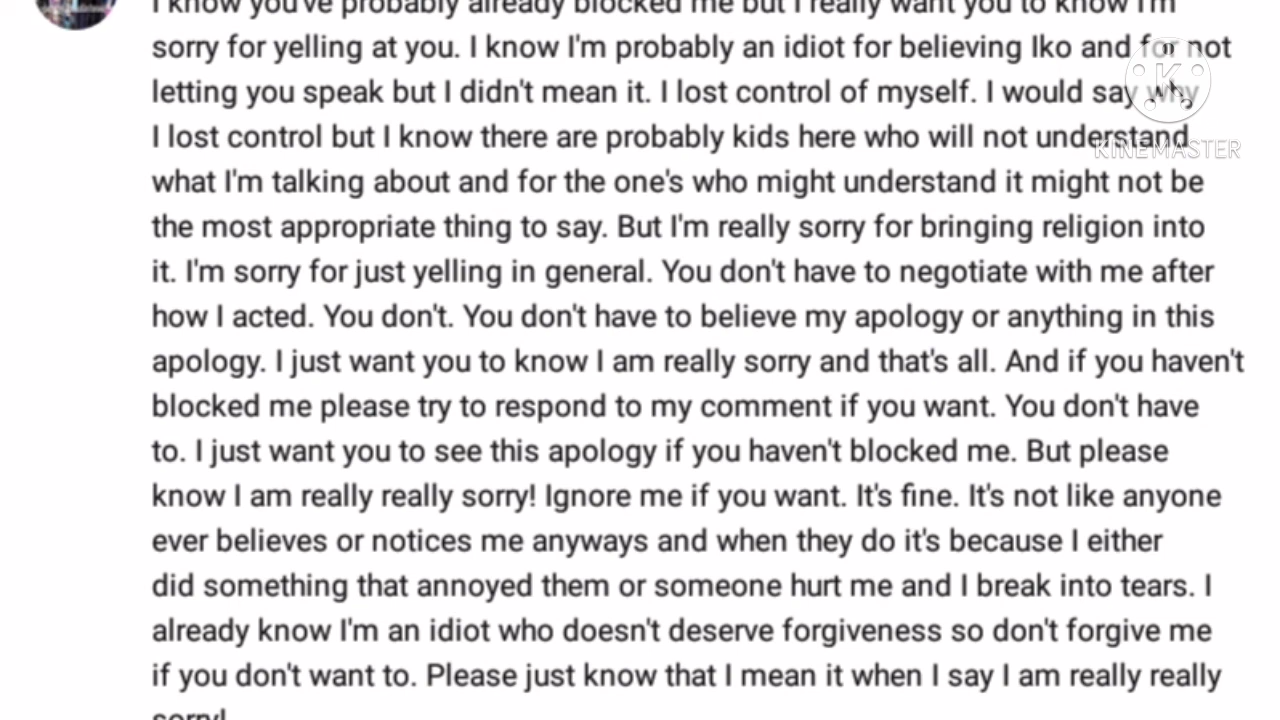 I know you've probably already blocked me but I really want you to know I'm
sorry for yelling at you. I know I'm probably an idiot for believing Iko and for not
letting you speak but I didn't mean it. I lost control of myself. I would say why
I lost control but I know there are probably kids here who will not understand
what I'm talking about and for the one's who might understand it might not be
the most appropriate thing to say. But I'm really sorry for bringing religion into
it. I'm sorry for just yelling in general. You don't have to negotiate with me after
how I acted. You don't. You don't have to believe my apology or anything in this
apology. I just want you to know I am really sorry and that's all. And if you haven't
blocked me please try to respond to my comment if you want. You don't have
to. I just want you to see this apology if you haven't blocked me. But please
know I am really really sorry! Ignore me if you want. It's fine. It's not like anyone
ever believes or notices me anyways and when they do it's because I either
did something that annoyed them or someone hurt me and I break into tears. I
already know I'm an idiot who doesn't deserve forgiveness so don't forgive me
if you don't want to. Please just know that I mean it when I say I am really really
sorry!
K
KINEMASTER